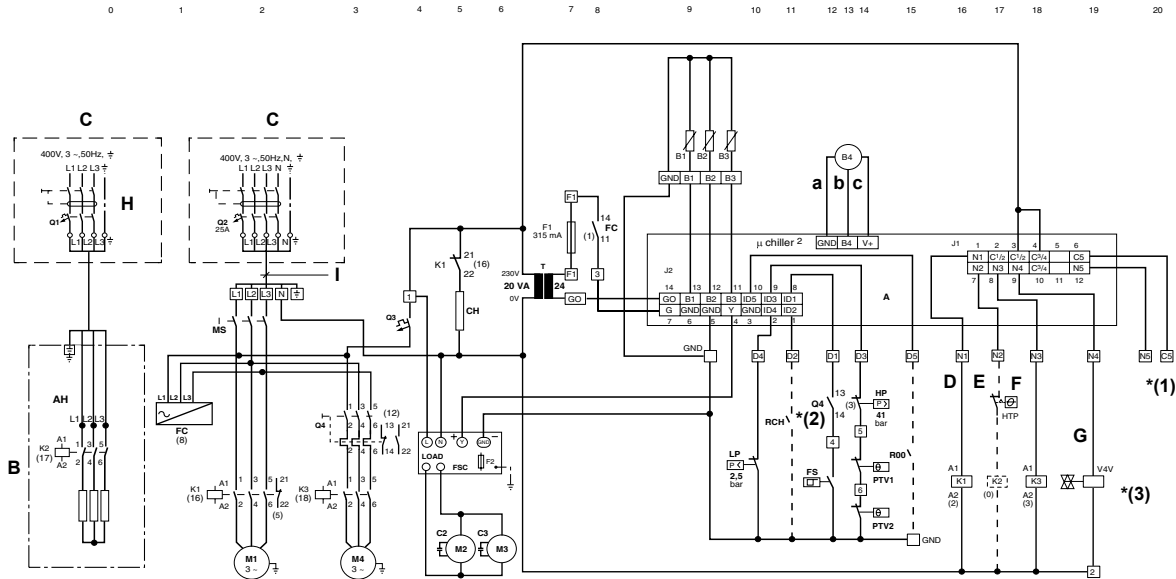 0 1 2 3 4 5 6 7 8 9 10 11 12 13 14 15 16 17 18 19 20
C
400V, 3 ~,50Hz, ⏚
L1 L2 L3 ⏚
H
Q1
L1 L2 L3 ⏚
C
400V, 3 ~,50Hz,N, ⏚
L1 L2 L3 N ⏚
Q2
25A
L1 L2 L3 N ⏚
I
L1 L2 L3 N ⏚
MS
B
AH
L1 L2 L3
K2
(17)
A1
A2
1 3 5
2 4 6
L1 L2 L3
FC
(8)
K1
(16)
A1
A2
1 3 5
2 4 6
21
22
(5)
M1
3 ~
Q4
1 3 5
2 4 6
(12)
13
14
21
22
K3
(18)
A1
A2
1 3 5
2 4 6
M4
3 ~
1
Q3
K1
21
22
(16)
CH
L N + Y GND −
LOAD
FSC
F2
C2
M2
C3
M3
230V
0V
T
20 VA
24
F1
F1
315 mA
F1
GO
14
FC
(1)
11
3
B1 B2 B3
GND B1 B2 B3
B4
a b c
GND B4 V+
µ chiller 2
A
J2
14 13 12 11 10 9 8
GO B1 B2 B3 ID5 ID3 ID1
G GND GND Y GND ID4 ID2
7 6 5 4 3 2 1
J1
1 2 3 4 5 6
N1 C1/2 C1/2 C3/4 C5
N2 N3 N4 C3/4 N5
7 8 9 10 11 12
GND
D4 D2 D1 D3 D5
N1 N2 N3 N4 N5 C5
LP
P
2,5
bar
RCH
*(2)
Q4
13
14
4
FS
(3)
HP
P
41
bar
5
PTV1
6
PTV2
R00
GND
D
E
F
G
HTP
A1
K1
A2
(2)
K2
(0)
A1
K3
A2
(3)
V4V
*(1)
*(3)
2